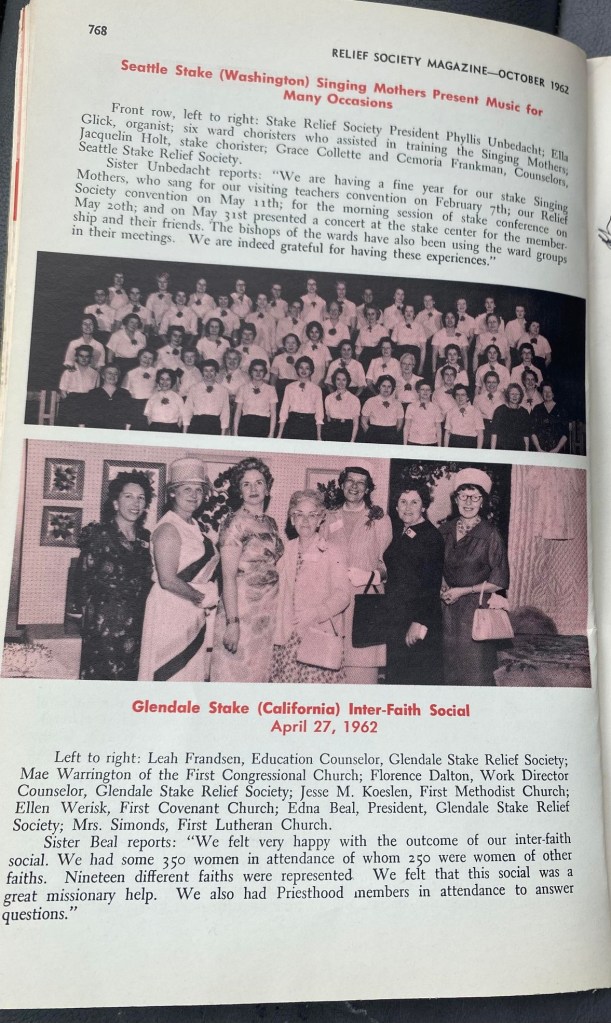 768
RELIEF SOCIETY MAGAZINE—OCTOBER 1962
Seattle Stake (Washington) Singing Mothers Present Music for
Many Occasions
Front row, left to right: Stake Relief Society President Phyllis Unbedacht; Ella
Glick, organist; six ward choristers who assisted in training the Singing Mothers;
Jacquelin Holt, stake chorister; Grace Collette and Cemoria Frankman, Counselors,
Seattle Stake Relief Society.
Sister Unbedacht reports: "We are having a fine year for our stake Singing
Mothers, who sang for our visiting teachers convention on February 7th; our Relief
Society convention on May 11th; for the morning session of stake conference on
May 20th; and on May 31st presented a concert at the stake center for the member-
ship and their friends. The bishops of the wards have also been using the ward groups
in their meetings. We are indeed grateful for having these experiences."
Glendale Stake (California) Inter-Faith Social
April 27, 1962
Left to right: Leah Frandsen, Education Counselor, Glendale Stake Relief Society;
Mae Warrington of the First Congressional Church; Florence Dalton, Work Director
Counselor, Glendale Stake Relief Society; Jesse M. Koeslen, First Methodist Church;
Ellen Werisk, First Covenant Church; Edna Beal, President, Glendale Stake Relief
Society; Mrs. Simonds, First Lutheran Church.
Sister Beal reports: "We felt very happy with the outcome of our inter-faith
social. We had some 350 women in attendance of whom 250 were women of other
faiths. Nineteen different faiths were represented We felt that this social was a
great missionary help. We also had Priesthood members in attendance to answer
questions."